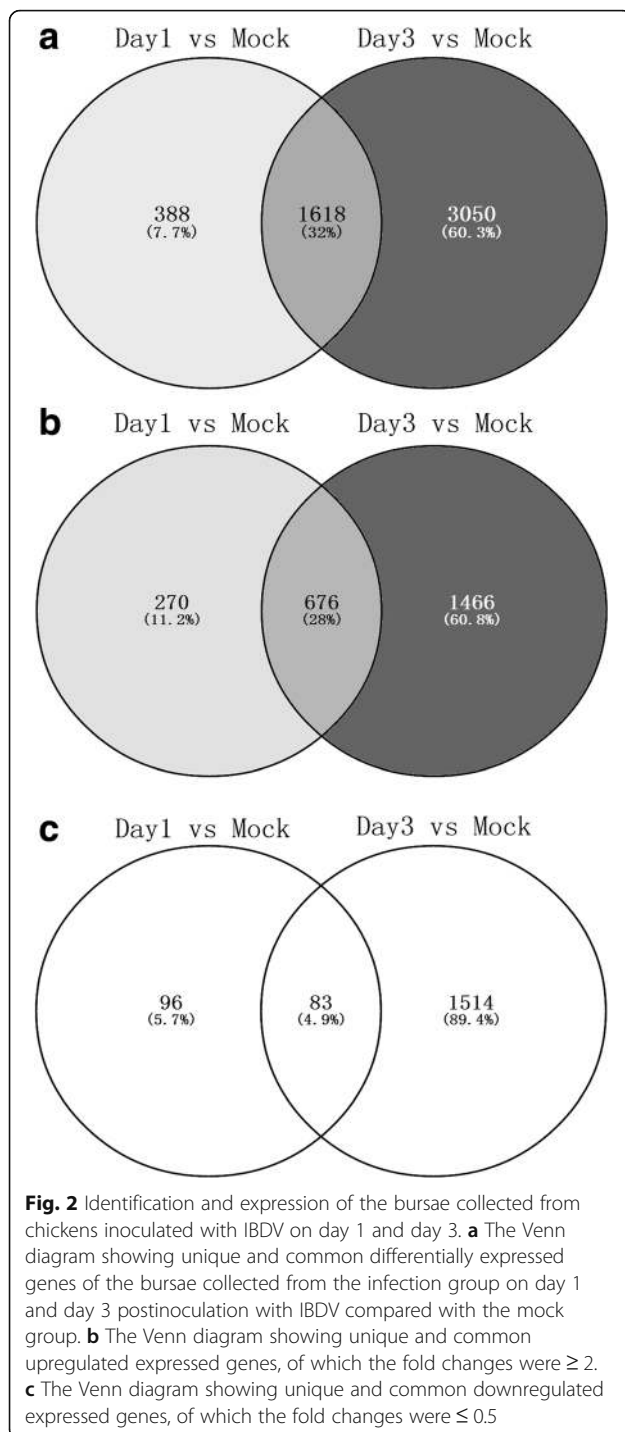 a
Day1 vs Mock Day3 vs Mock
388 1618 3050
(7.7%) (32%) (60.3%)
b
Day1 vs Mock Day3 vs Mock
270 676 1466
(11.2%) (28%) (60.8%)
c
Day1 vs Mock Day3 vs Mock
96 83 1514
(5.7%) (4.9%) (89.4%)
Fig. 2 Identification and expression of the bursae collected from
chickens inoculated with IBDV on day 1 and day 3. a The Venn
diagram showing unique and common differentially expressed
genes of the bursae collected from the infection group on day 1
and day 3 postinoculation with IBDV compared with the mock
group. b The Venn diagram showing unique and common
upregulated expressed genes, of which the fold changes were ≥ 2.
c The Venn diagram showing unique and common downregulated
expressed genes, of which the fold changes were ≤ 0.5